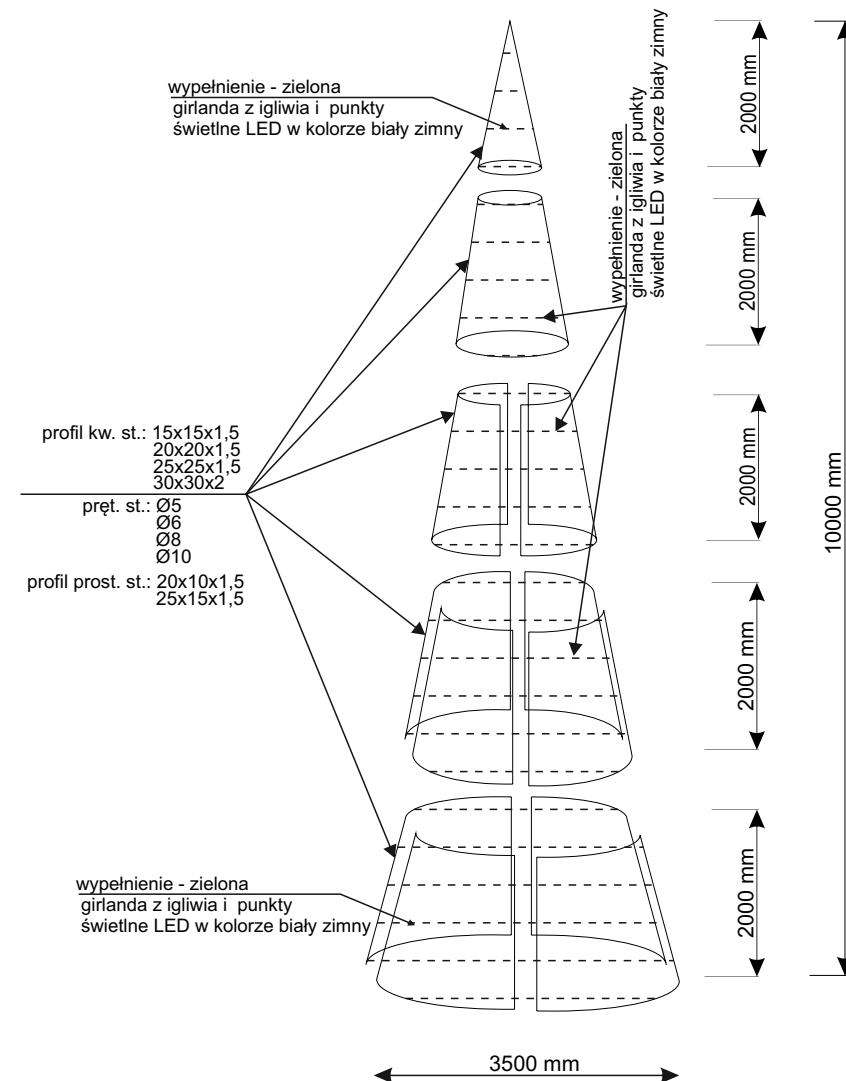 wypełnienie - zielona
girlanda z igliwia i punkty
świetlne LED w kolorze biały zimny
wypełnienie - zielona
girlanda z igliwia i punkty
świetlne LED w kolorze biały zimny
profil kw. st.: 15x15x1,5
20x20x1,5
25x25x1,5
30x30x2
pręt. st.: Ø5
Ø6
Ø8
Ø10
profil prost. st.: 20x10x1,5
25x15x1,5
wypełnienie - zielona
girlanda z igliwia i punkty
świetlne LED w kolorze biały zimny
2000 mm
2000 mm
2000 mm
2000 mm
2000 mm
10000 mm
3500 mm